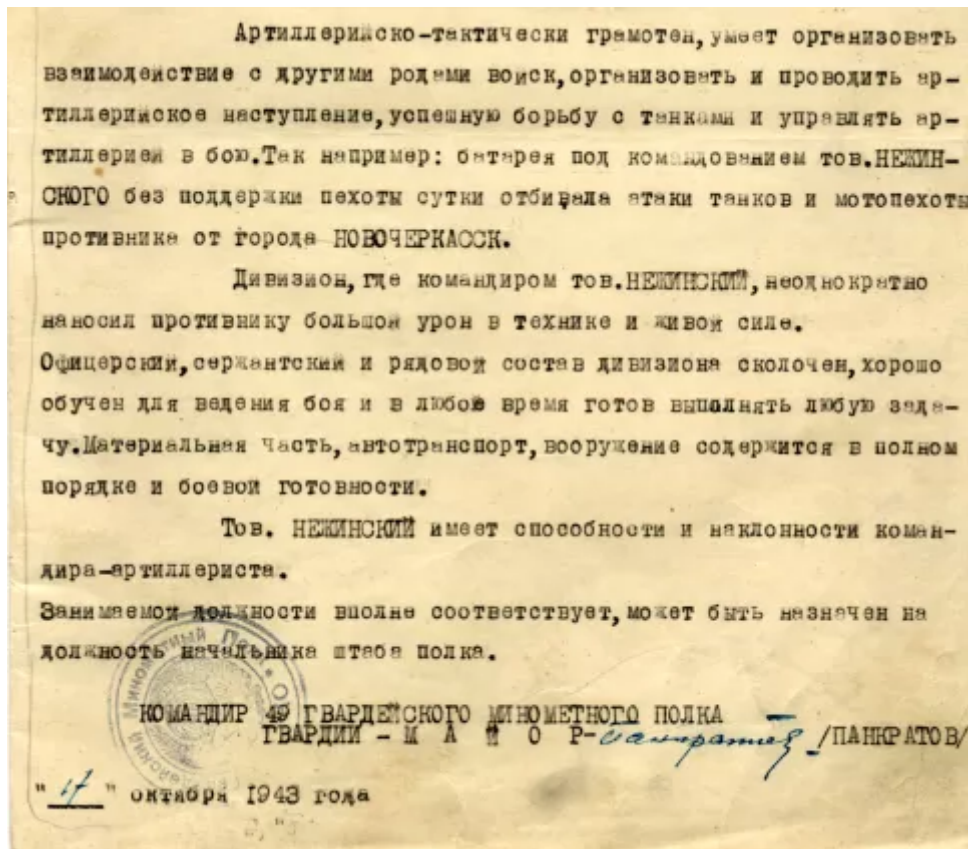 Артиллерийско-тактически грамотен,умеет организовать
взаимодействие с другими родами войск,организовать и проводить ар-
тиллерийское наступление,успешную борьбу с танками и управлять ар-
тиллерией в бою.Так например: батарея под командованием тов.НЕЖИН-
СКОГО без поддержки пехоты сутки отбивала атаки танков и мотопехоты
противника от города НОВОЧЕРКАССК.
Дивизион,где командиром тов.НЕЖИНСКИЙ,неоднократно
наносил противнику большой урон в технике и живой силе.
Офицерский,сержантский и рядовой состав дивизиона сколочен,хорошо
обучен для ведения боя и в любое время готов выполнять любую зада-
чу.Материальная часть,автотранспорт,вооружение содержится в полном
порядке и боевой готовности.
Тов. НЕЖИНСКИЙ имеет способности и наклонности коман-
дира-артиллериста.
Занимаемой должности вполне соответствует,может быть назначен на
должность начальника штаба полка.
КОМАНДИР 49 ГВАРДЕЙСКОГО МИНОМЕТНОГО ПОЛКА
ГВАРДИИ - М А Й О Р- Панкратов /ПАНКРАТОВ/
"17" октября 1943 года
Минометный Полк